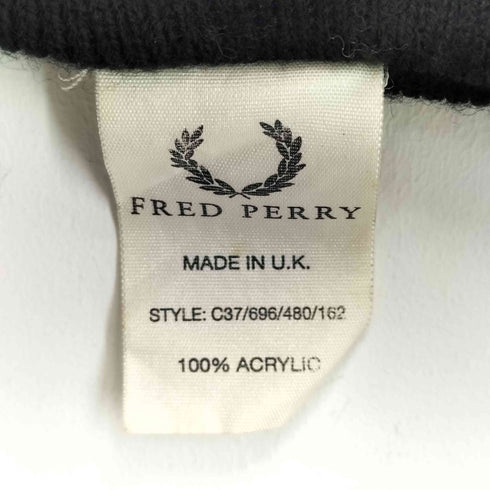 FRED PERRY
MADE IN U.K.
STYLE: C37/696/480/162
100% ACRYLIC